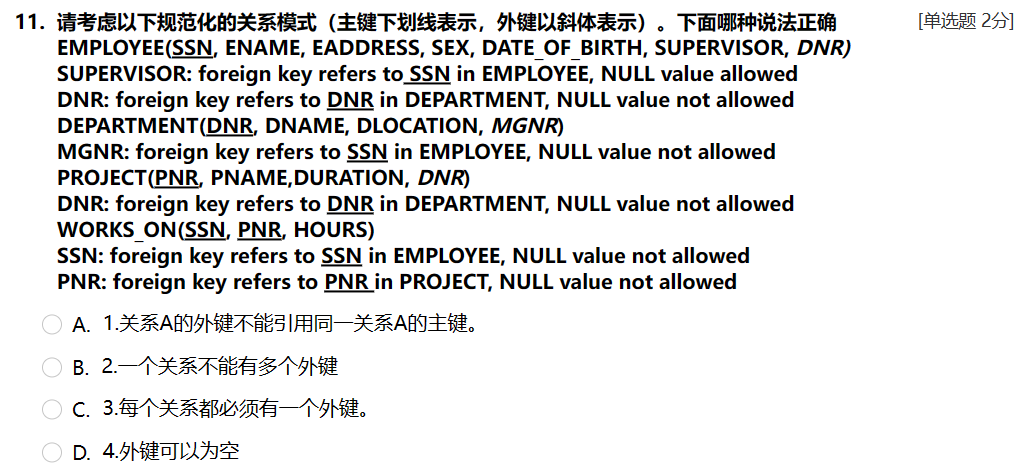 11. 请考虑以下规范化的关系模式（主键下划线表示，外键以斜体表示）。下面哪种说法正确 [单选题 2分]
EMPLOYEE(SSN, ENAME, EADDRESS, SEX, DATE_OF_BIRTH, SUPERVISOR, DNR)
SUPERVISOR: foreign key refers to SSN in EMPLOYEE, NULL value allowed
DNR: foreign key refers to DNR in DEPARTMENT, NULL value not allowed
DEPARTMENT(DNR, DNAME, DLOCATION, MGNR)
MGNR: foreign key refers to SSN in EMPLOYEE, NULL value not allowed
PROJECT(PNR, PNAME,DURATION, DNR)
DNR: foreign key refers to DNR in DEPARTMENT, NULL value not allowed
WORKS_ON(SSN, PNR, HOURS)
SSN: foreign key refers to SSN in EMPLOYEE, NULL value not allowed
PNR: foreign key refers to PNR in PROJECT, NULL value not allowed
A. 1.关系A的外键不能引用同一关系A的主键。
B. 2.一个关系不能有多个外键
C. 3.每个关系都必须有一个外键。
D. 4.外键可以为空